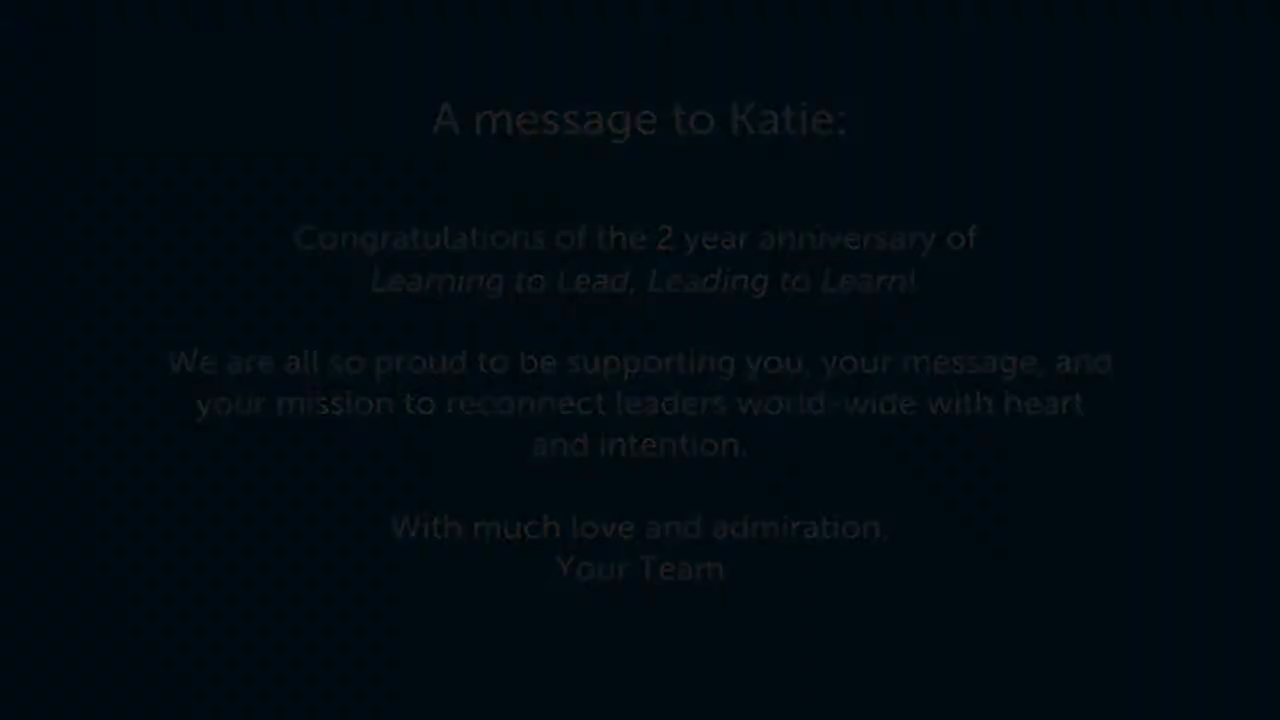 A message to Katie:
Congratulations of the 2 year anniversary of
Learning to Lead, Leading to Learn!
We are all so proud to be supporting you, your message, and
your mission to reconnect leaders world-wide with heart
and intention.
With much love and admiration,
Your Team